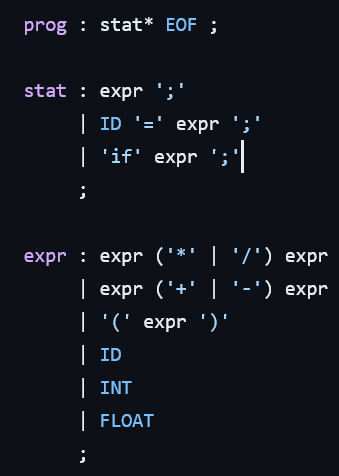 prog : stat* EOF ;
stat : expr ';'
| ID '=' expr ';'
| 'if' expr ';'
;
expr : expr ('*' | '/') expr
| expr ('+' | '-') expr
| '(' expr ')'
| ID
| INT
| FLOAT
;